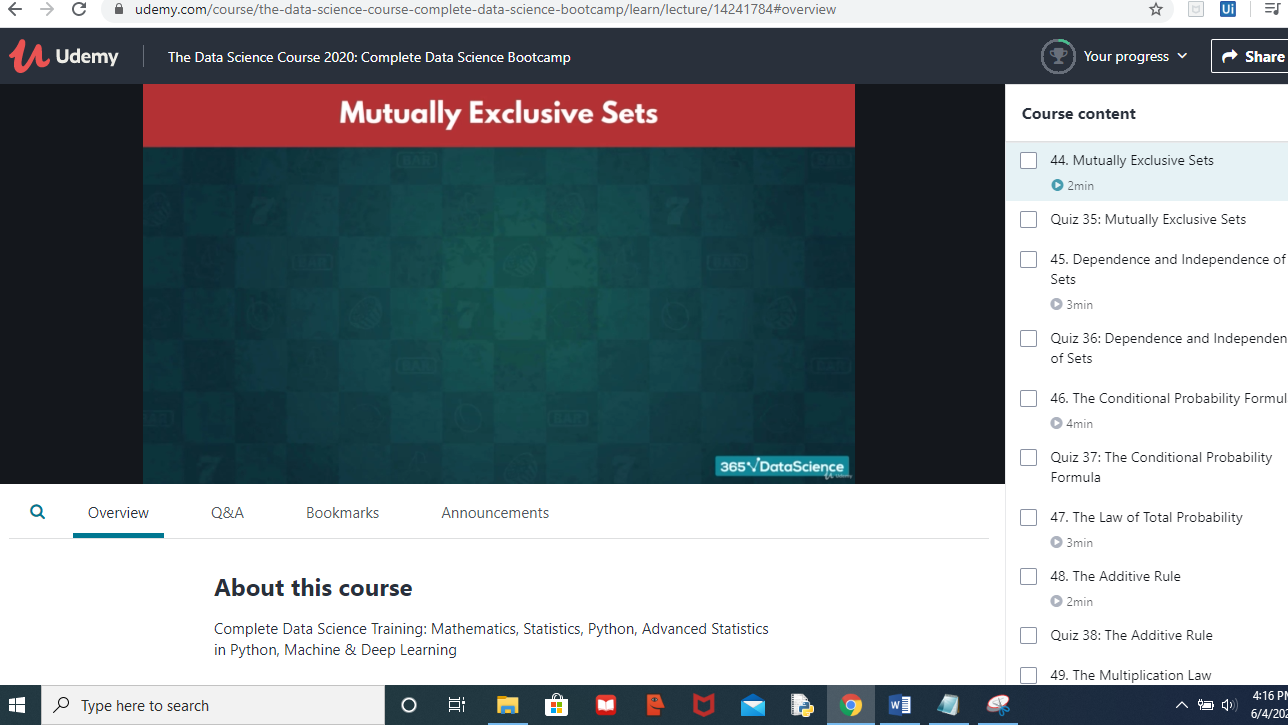 udemy.com/course/the-data-science-course-complete-data-science-bootcamp/learn/lecture/14241784#overview
Ui
Udemy
The Data Science Course 2020: Complete Data Science Bootcamp
Your progress
Share
Mutually Exclusive Sets
365√DataScience
Udemy
Course content
44. Mutually Exclusive Sets
2min
Quiz 35: Mutually Exclusive Sets
45. Dependence and Independence of
Sets
3min
Quiz 36: Dependence and Independen
of Sets
46. The Conditional Probability Formul
4min
Quiz 37: The Conditional Probability
Formula
47. The Law of Total Probability
3min
48. The Additive Rule
2min
Quiz 38: The Additive Rule
49. The Multiplication Law
Overview
Q&A
Bookmarks
Announcements
About this course
Complete Data Science Training: Mathematics, Statistics, Python, Advanced Statistics
in Python, Machine & Deep Learning
Type here to search
4:16 PM
6/4/202